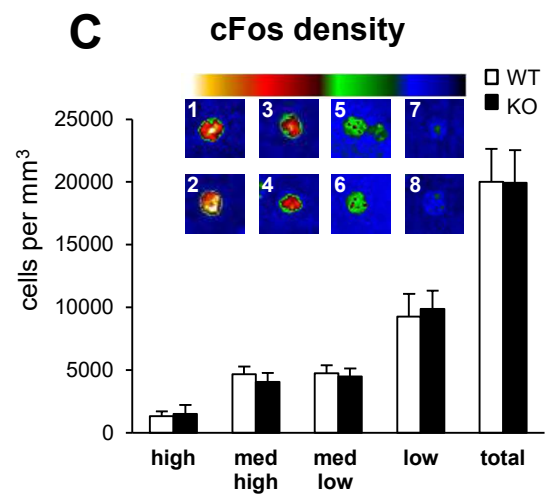 C
cFos density
WT
KO
1 3 5 7
2 4 6 8
cells per mm³
25000
20000
15000
10000
5000
0
high med high med low low total